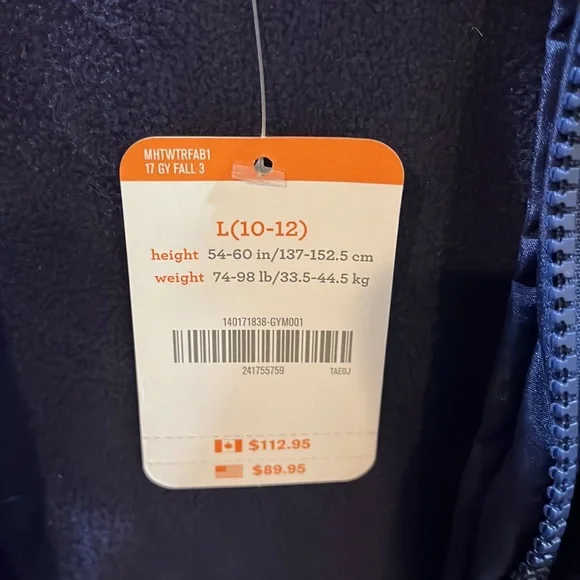 MHTWTRFAB1
17 GY FALL 3
L(10-12)
height 54-60 in/137-152.5 cm
weight 74-98 lb/33.5-44.5 kg
140171838-GYM001
241755759 TAEGJ
$112.95
$89.95